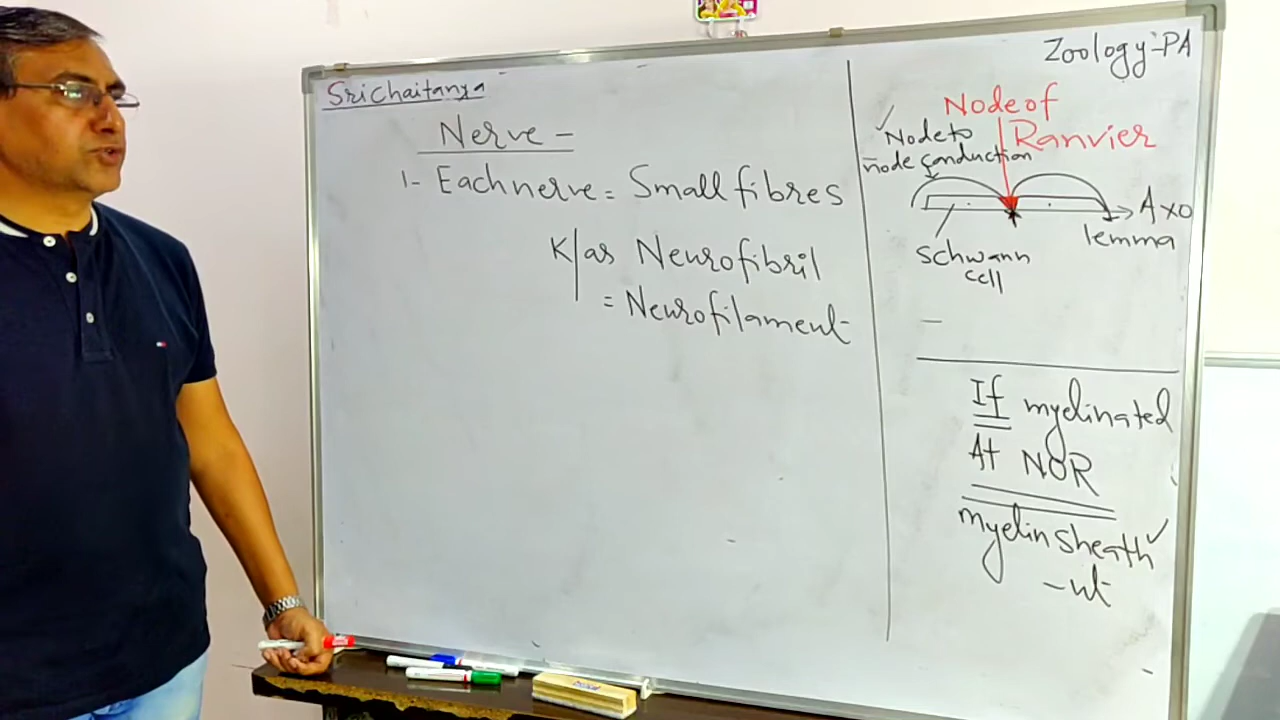 Srichaitanya
Zoology-PA
Nerve -
1- Each nerve = Small fibres
K/as Neurofibril
= Neurofilament
Node of
Ranvier
✓ Node to
node conduction
Axo
lemma
Schwann
cell
If myelinated
At NOR
myelin sheath ✓